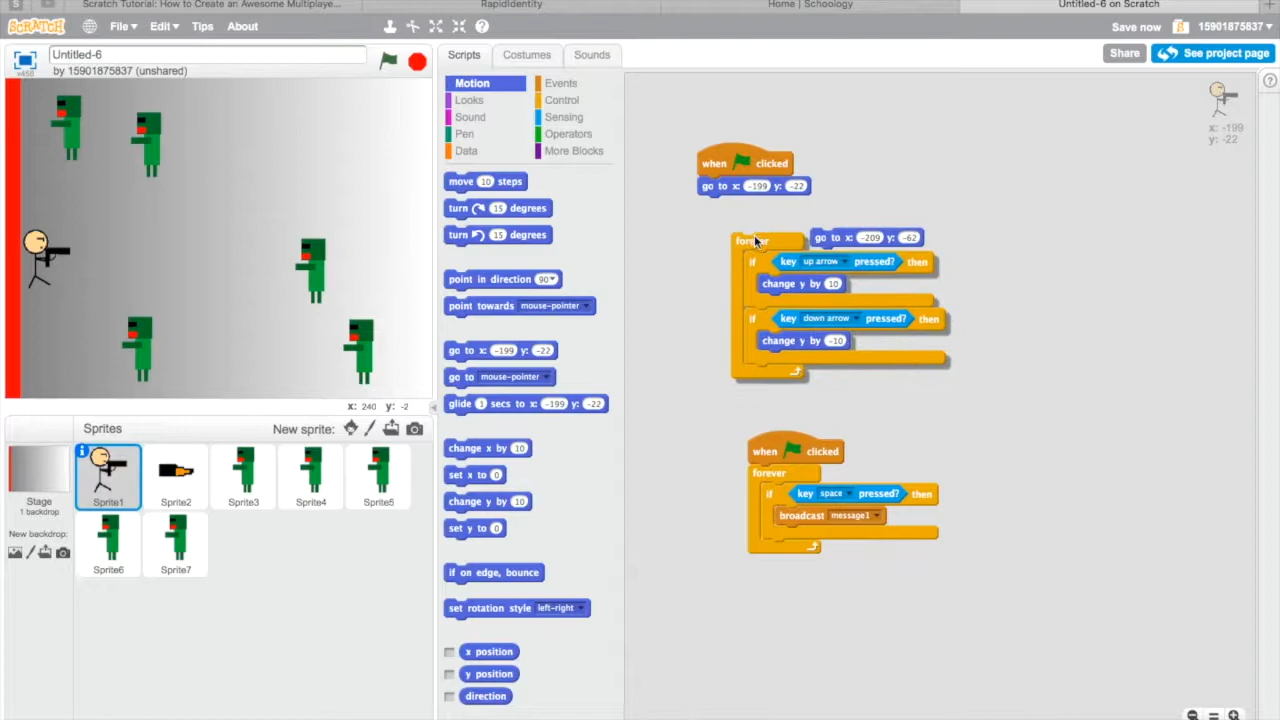 Scratch Tutorial: How to Create an Awesome Multiplaye...
RapidIdentity
Home | Schoology
Untitled-6 on Scratch
SCRATCH File Edit Tips About
Save now 15901875837
Untitled-6
by 15901875837 (unshared)
v450
Scripts Costumes Sounds
Share See project page
Motion Events
Looks Control
Sound Sensing
Pen Operators
Data More Blocks
move 10 steps
turn 15 degrees
turn 15 degrees
point in direction 90
point towards mouse-pointer
go to x: -199 y: -22
go to mouse-pointer
glide 1 secs to x: -199 y: -22
change x by 10
set x to 0
change y by 10
set y to 0
if on edge, bounce
set rotation style left-right
x position
y position
direction
when clicked
go to x: -199 y: -22
forever
go to x: -209 y: -62
if key up arrow pressed? then
change y by 10
if key down arrow pressed? then
change y by -10
when clicked
forever
if key space pressed? then
broadcast message1
x: -199
y: -22
x: 240 y: -2
Sprites New sprite:
Stage
1 backdrop
New backdrop:
Sprite1 Sprite2 Sprite3 Sprite4 Sprite5
Sprite6 Sprite7